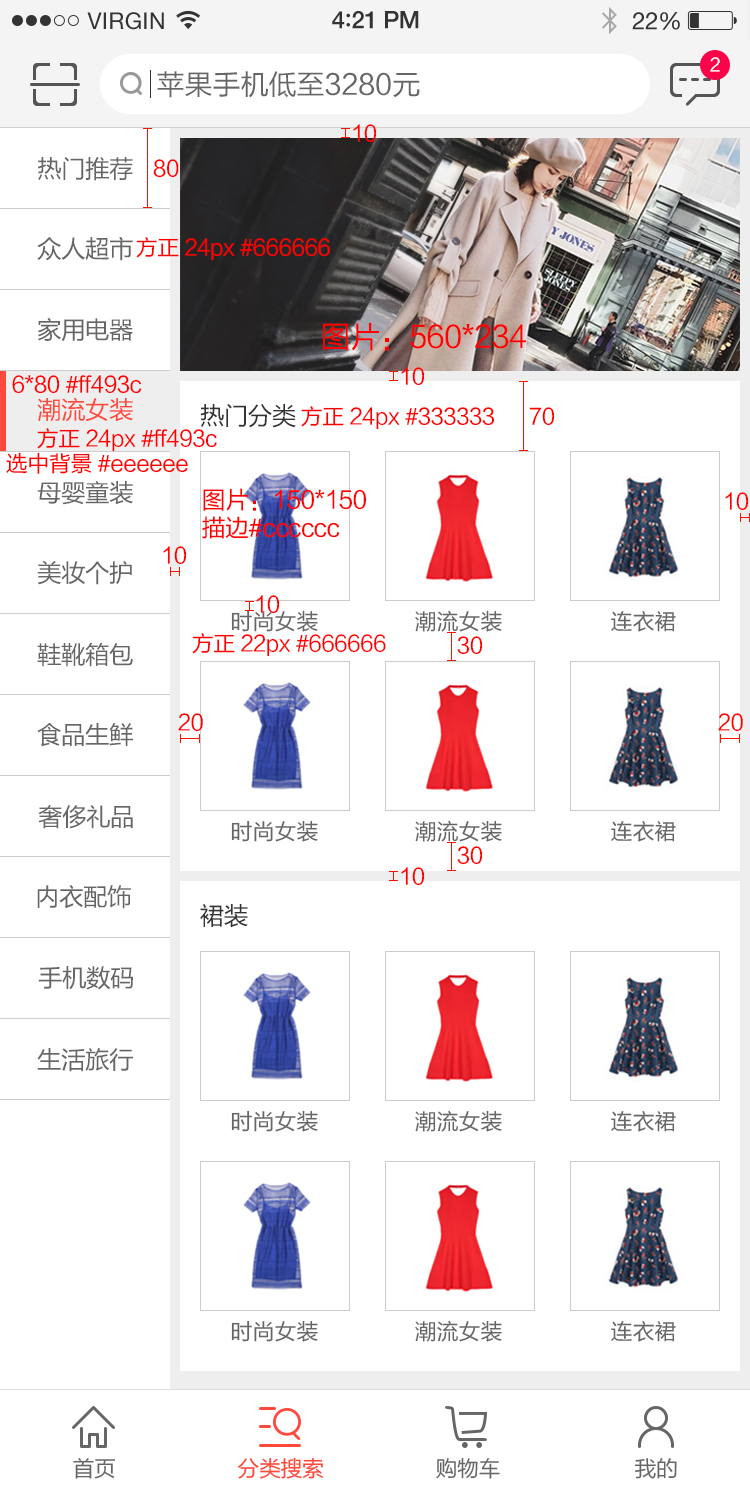 VIRGIN 4:21 PM 22%
苹果手机低至3280元 2
10
热门推荐 80
众人超市 方正 24px #666666
家用电器
图片：560*234
Y JONES
SLEEPY JONES
10
6*80 #ff493c
潮流女装
方正 24px #ff493c
选中背景 #eeeeee
母婴童装
美妆个护
鞋靴箱包
食品生鲜
奢侈礼品
内衣配饰
手机数码
生活旅行
热门分类 方正 24px #333333 70
图片：150*150
描边#cccccc
10
10
10
时尚女装 潮流女装 连衣裙
方正 22px #666666 30
20 20
时尚女装 潮流女装 连衣裙
30
10
裙装
时尚女装 潮流女装 连衣裙
时尚女装 潮流女装 连衣裙
首页 分类搜索 购物车 我的